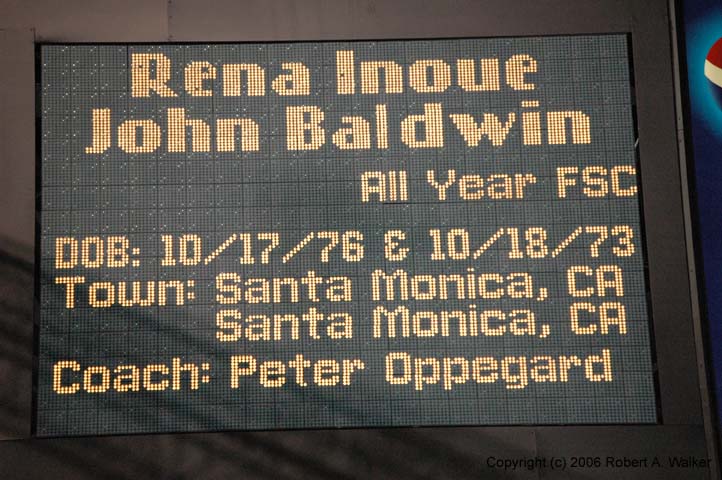 Rena Inoue
John Baldwin
All Year FSC
DOB: 10/17/76 & 10/18/73
Town: Santa Monica, CA
Santa Monica, CA
Coach: Peter Oppegard
Copyright (c) 2006 Robert A. Walker